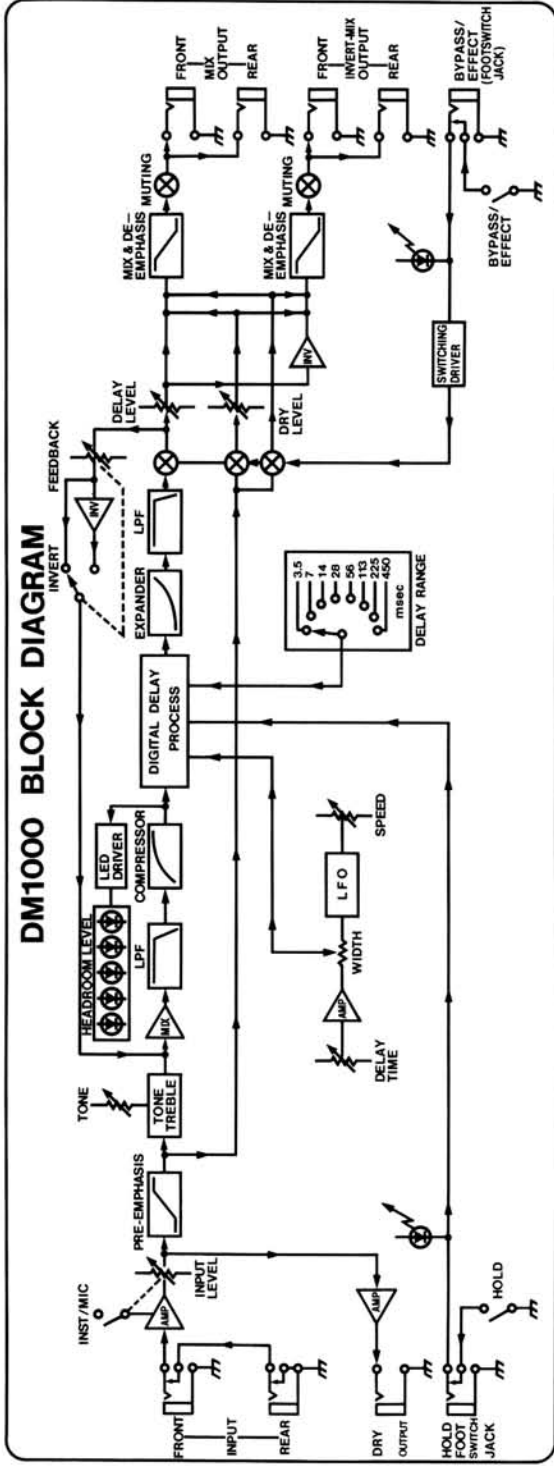 DM1000 BLOCK DIAGRAM
INST/MIC
AMP
INPUT
LEVEL
PRE-EMPHASIS
TONE
TONE
TREBLE
HEADROOM LEVEL
LED
DRIVER
MIX
LPF
COMPRESSOR
DIGITAL DELAY
PROCESS
EXPANDER
LPF
INVERT
INV
FEEDBACK
DELAY
LEVEL
DRY
LEVEL
INV
MIX & DE-
EMPHASIS
MUTING
MIX & DE-
EMPHASIS
MUTING
FRONT
MIX
OUTPUT
REAR
FRONT
INVERT-MIX
OUTPUT
REAR
BYPASS/
EFFECT
(FOOTSWITCH
JACK)
BYPASS/
EFFECT
SWITCHING
DRIVER
FRONT
INPUT
REAR
DRY
OUTPUT
AMP
HOLD
FOOT
SWITCH
JACK
HOLD
DELAY
TIME
AMP
WIDTH
LFO
SPEED
3.5
7
14
28
56
113
225
450
msec
DELAY RANGE